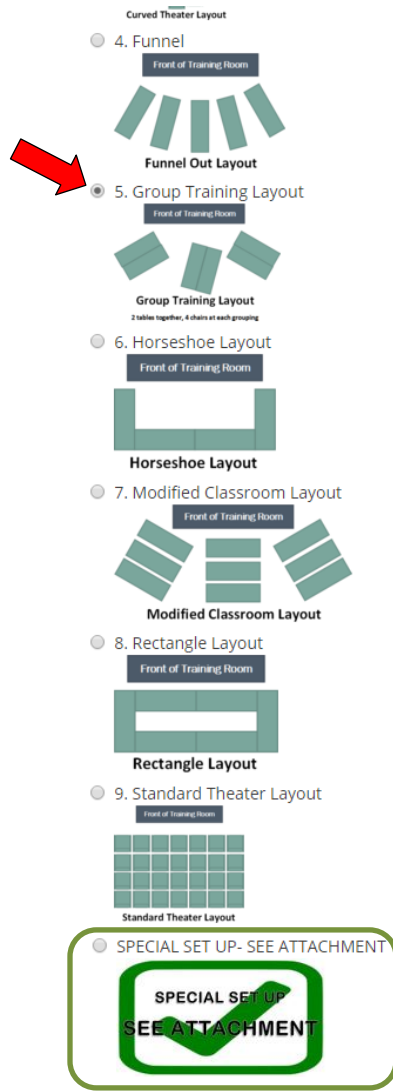 Curved Theater Layout
4. Funnel
Front of Training Room
Funnel Out Layout
5. Group Training Layout
Front of Training Room
Group Training Layout
2 tables together, 4 chairs at each grouping
6. Horseshoe Layout
Front of Training Room
Horseshoe Layout
7. Modified Classroom Layout
Front of Training Room
Modified Classroom Layout
8. Rectangle Layout
Front of Training Room
Rectangle Layout
9. Standard Theater Layout
Front of Training Room
Standard Theater Layout
SPECIAL SET UP- SEE ATTACHMENT
SPECIAL SET UP
SEE ATTACHMENT